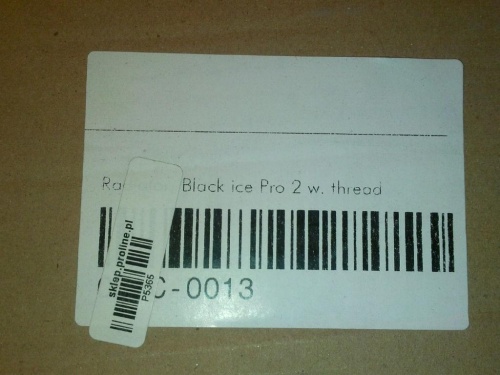 Black ice Pro 2 w. thread
C-0013
sklep.proline.pl
P5365